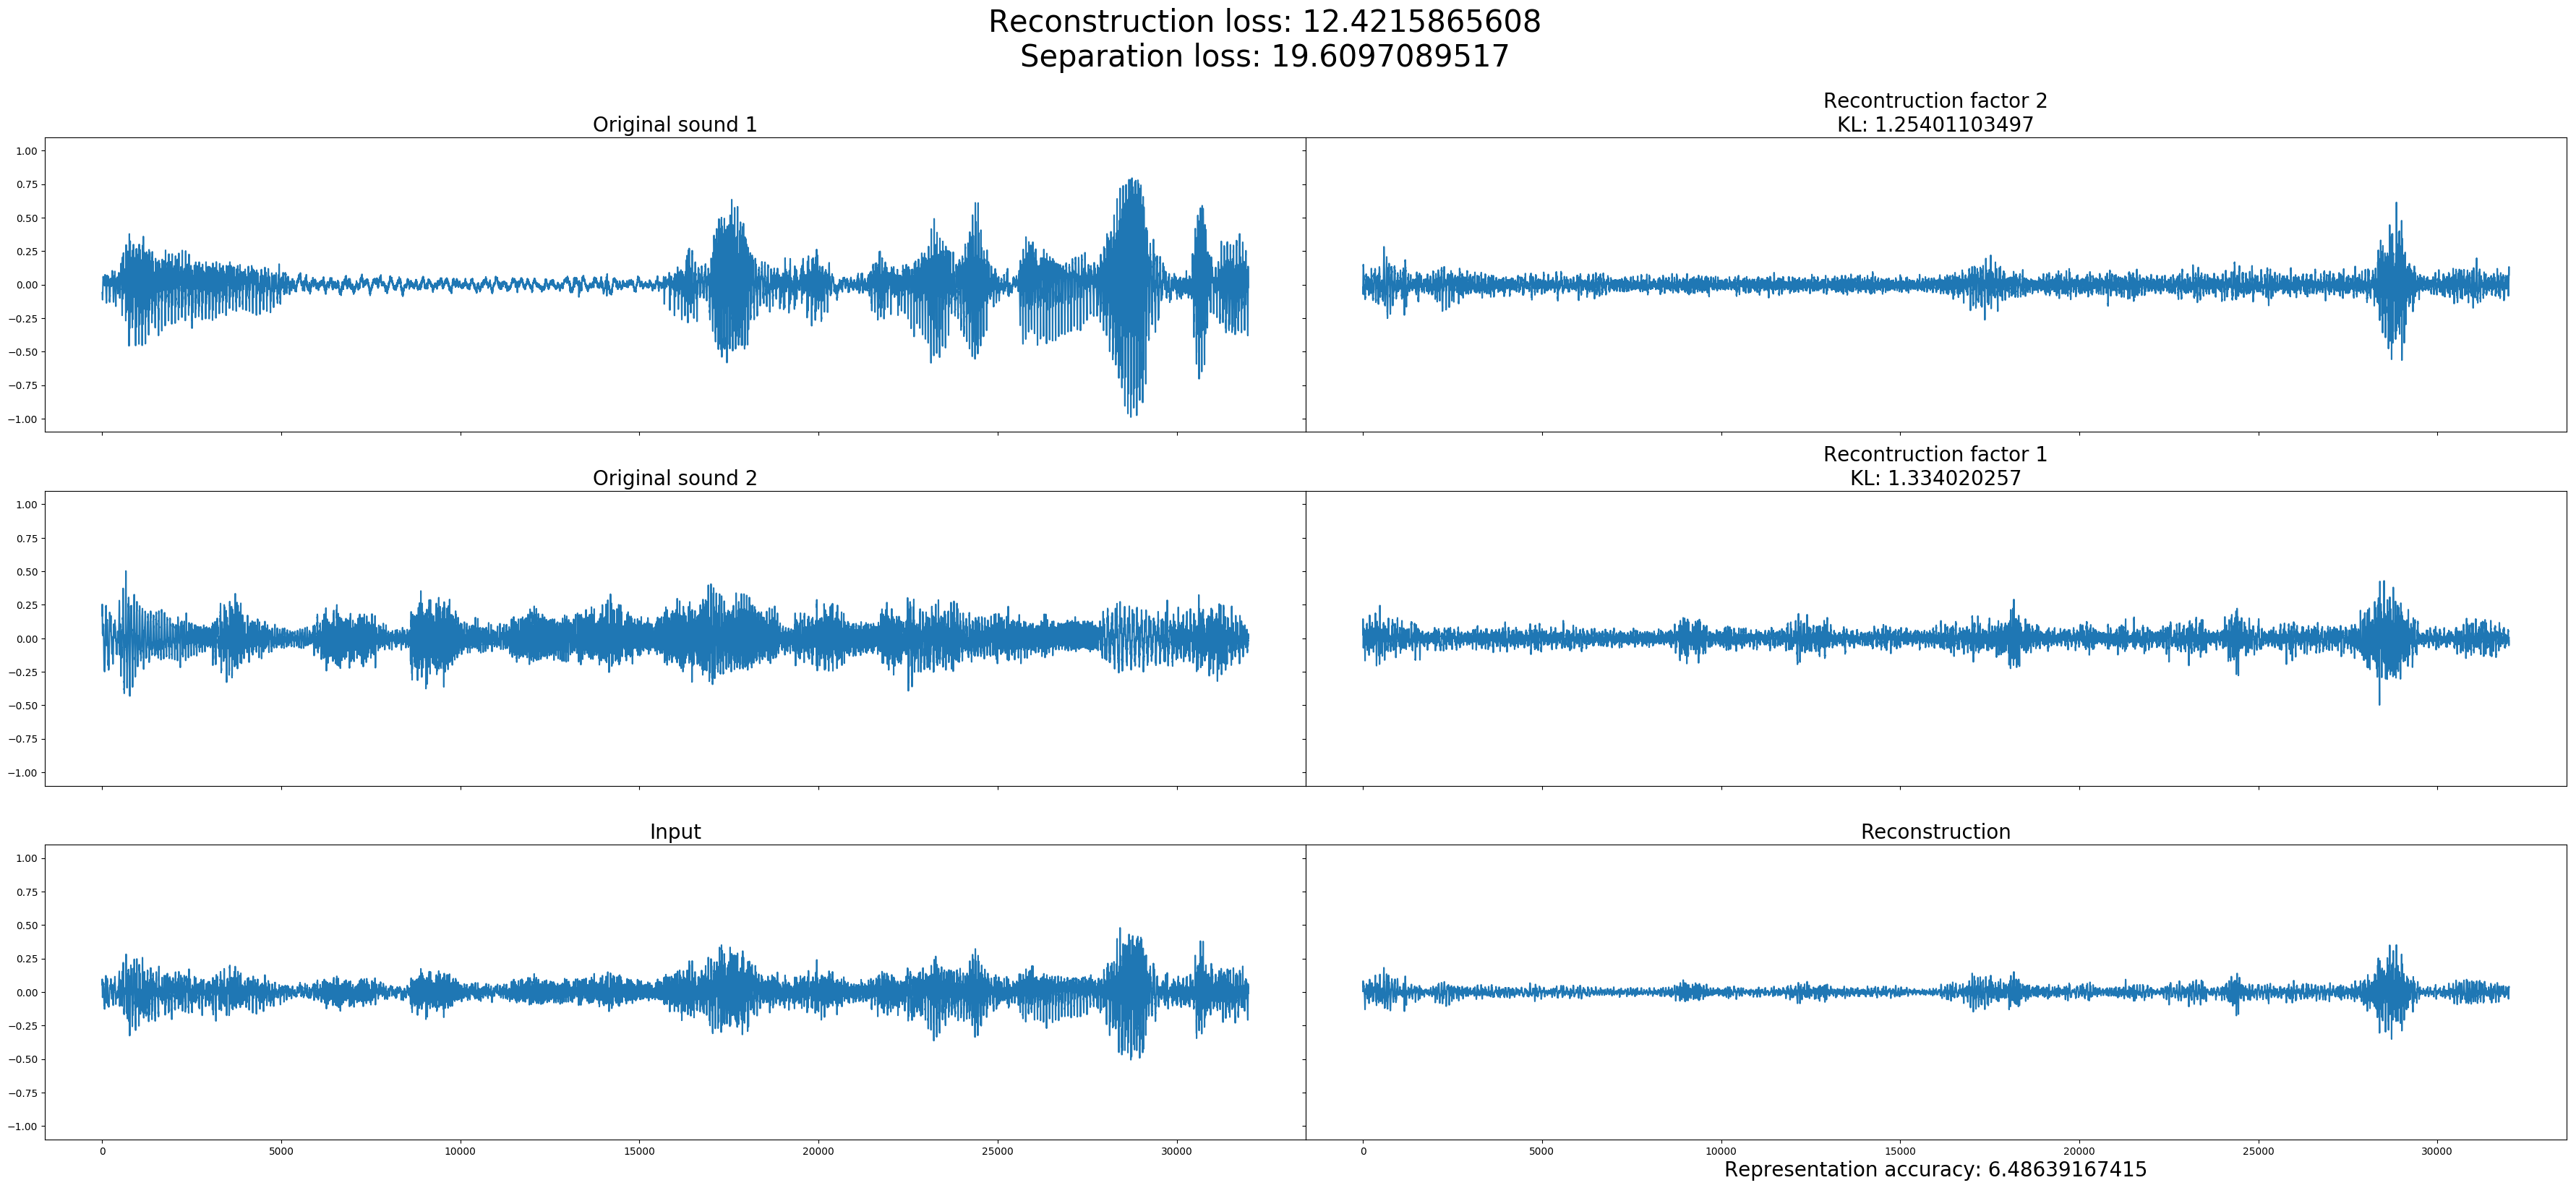 Reconstruction loss: 12.4215865608
Separation loss: 19.6097089517
Original sound 1
1.00
0.75
0.50
0.25
0.00
−0.25
−0.50
−0.75
−1.00
Recontruction factor 2
KL: 1.25401103497
Original sound 2
1.00
0.75
0.50
0.25
0.00
−0.25
−0.50
−0.75
−1.00
Recontruction factor 1
KL: 1.334020257
Input
1.00
0.75
0.50
0.25
0.00
−0.25
−0.50
−0.75
−1.00
0 5000 10000 15000 20000 25000 30000
Reconstruction
0 5000 10000 15000 20000 25000 30000
Representation accuracy: 6.48639167415